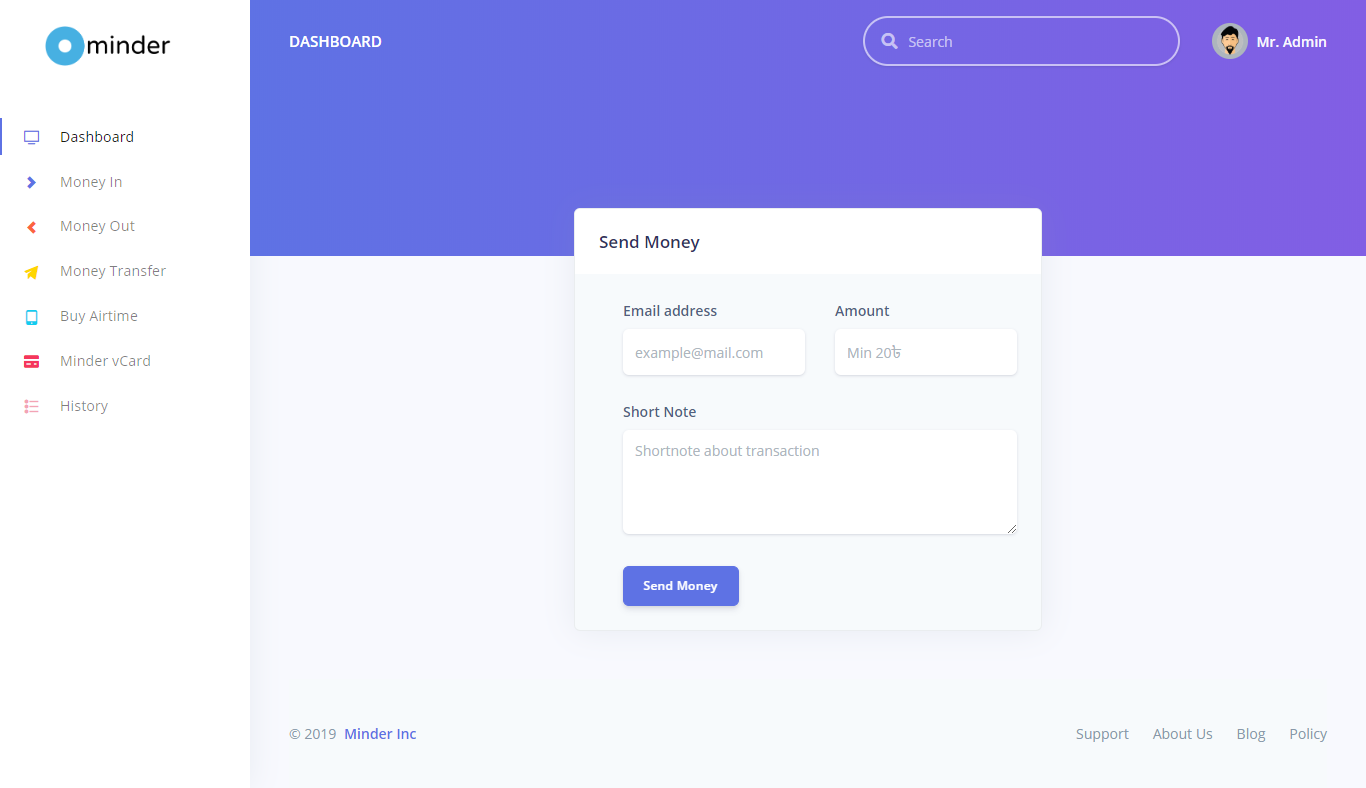 minder
DASHBOARD
Search
Mr. Admin
Dashboard
Money In
Money Out
Money Transfer
Buy Airtime
Minder vCard
History
Send Money
Email address
Amount
example@mail.com
Min 20৳
Short Note
Shortnote about transaction
Send Money
© 2019 Minder Inc
Support About Us Blog Policy